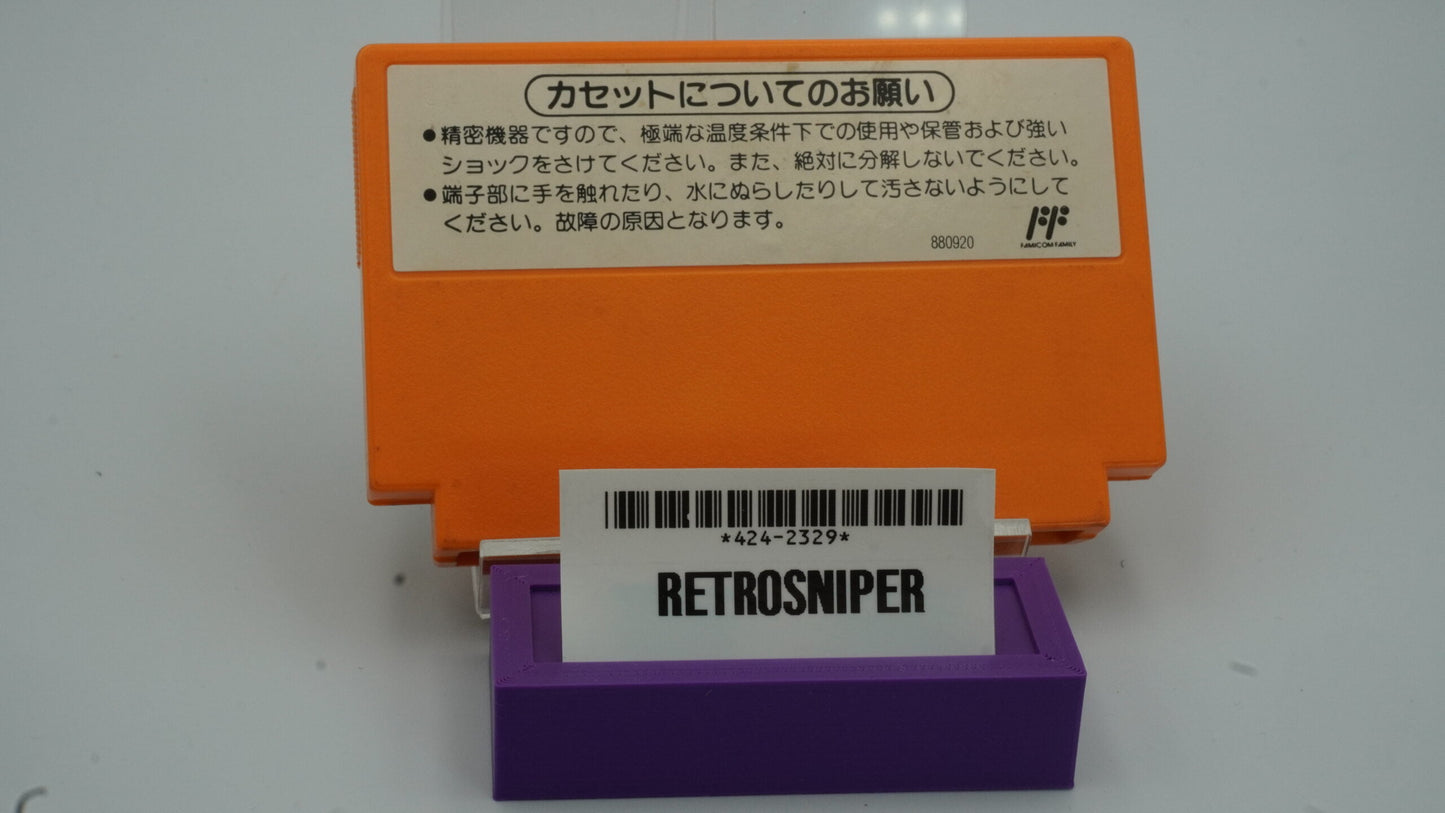 カセットについてのお願い
●精密機器ですので、極端な温度条件下での使用や保管および強い
ショックをさけてください。また、絶対に分解しないでください。
●端子部に手を触れたり、水にぬらしたりして汚さないようにして
ください。故障の原因となります。
FF
FAMICOM FAMILY
880920
*424-2329*
RETROSNIPER